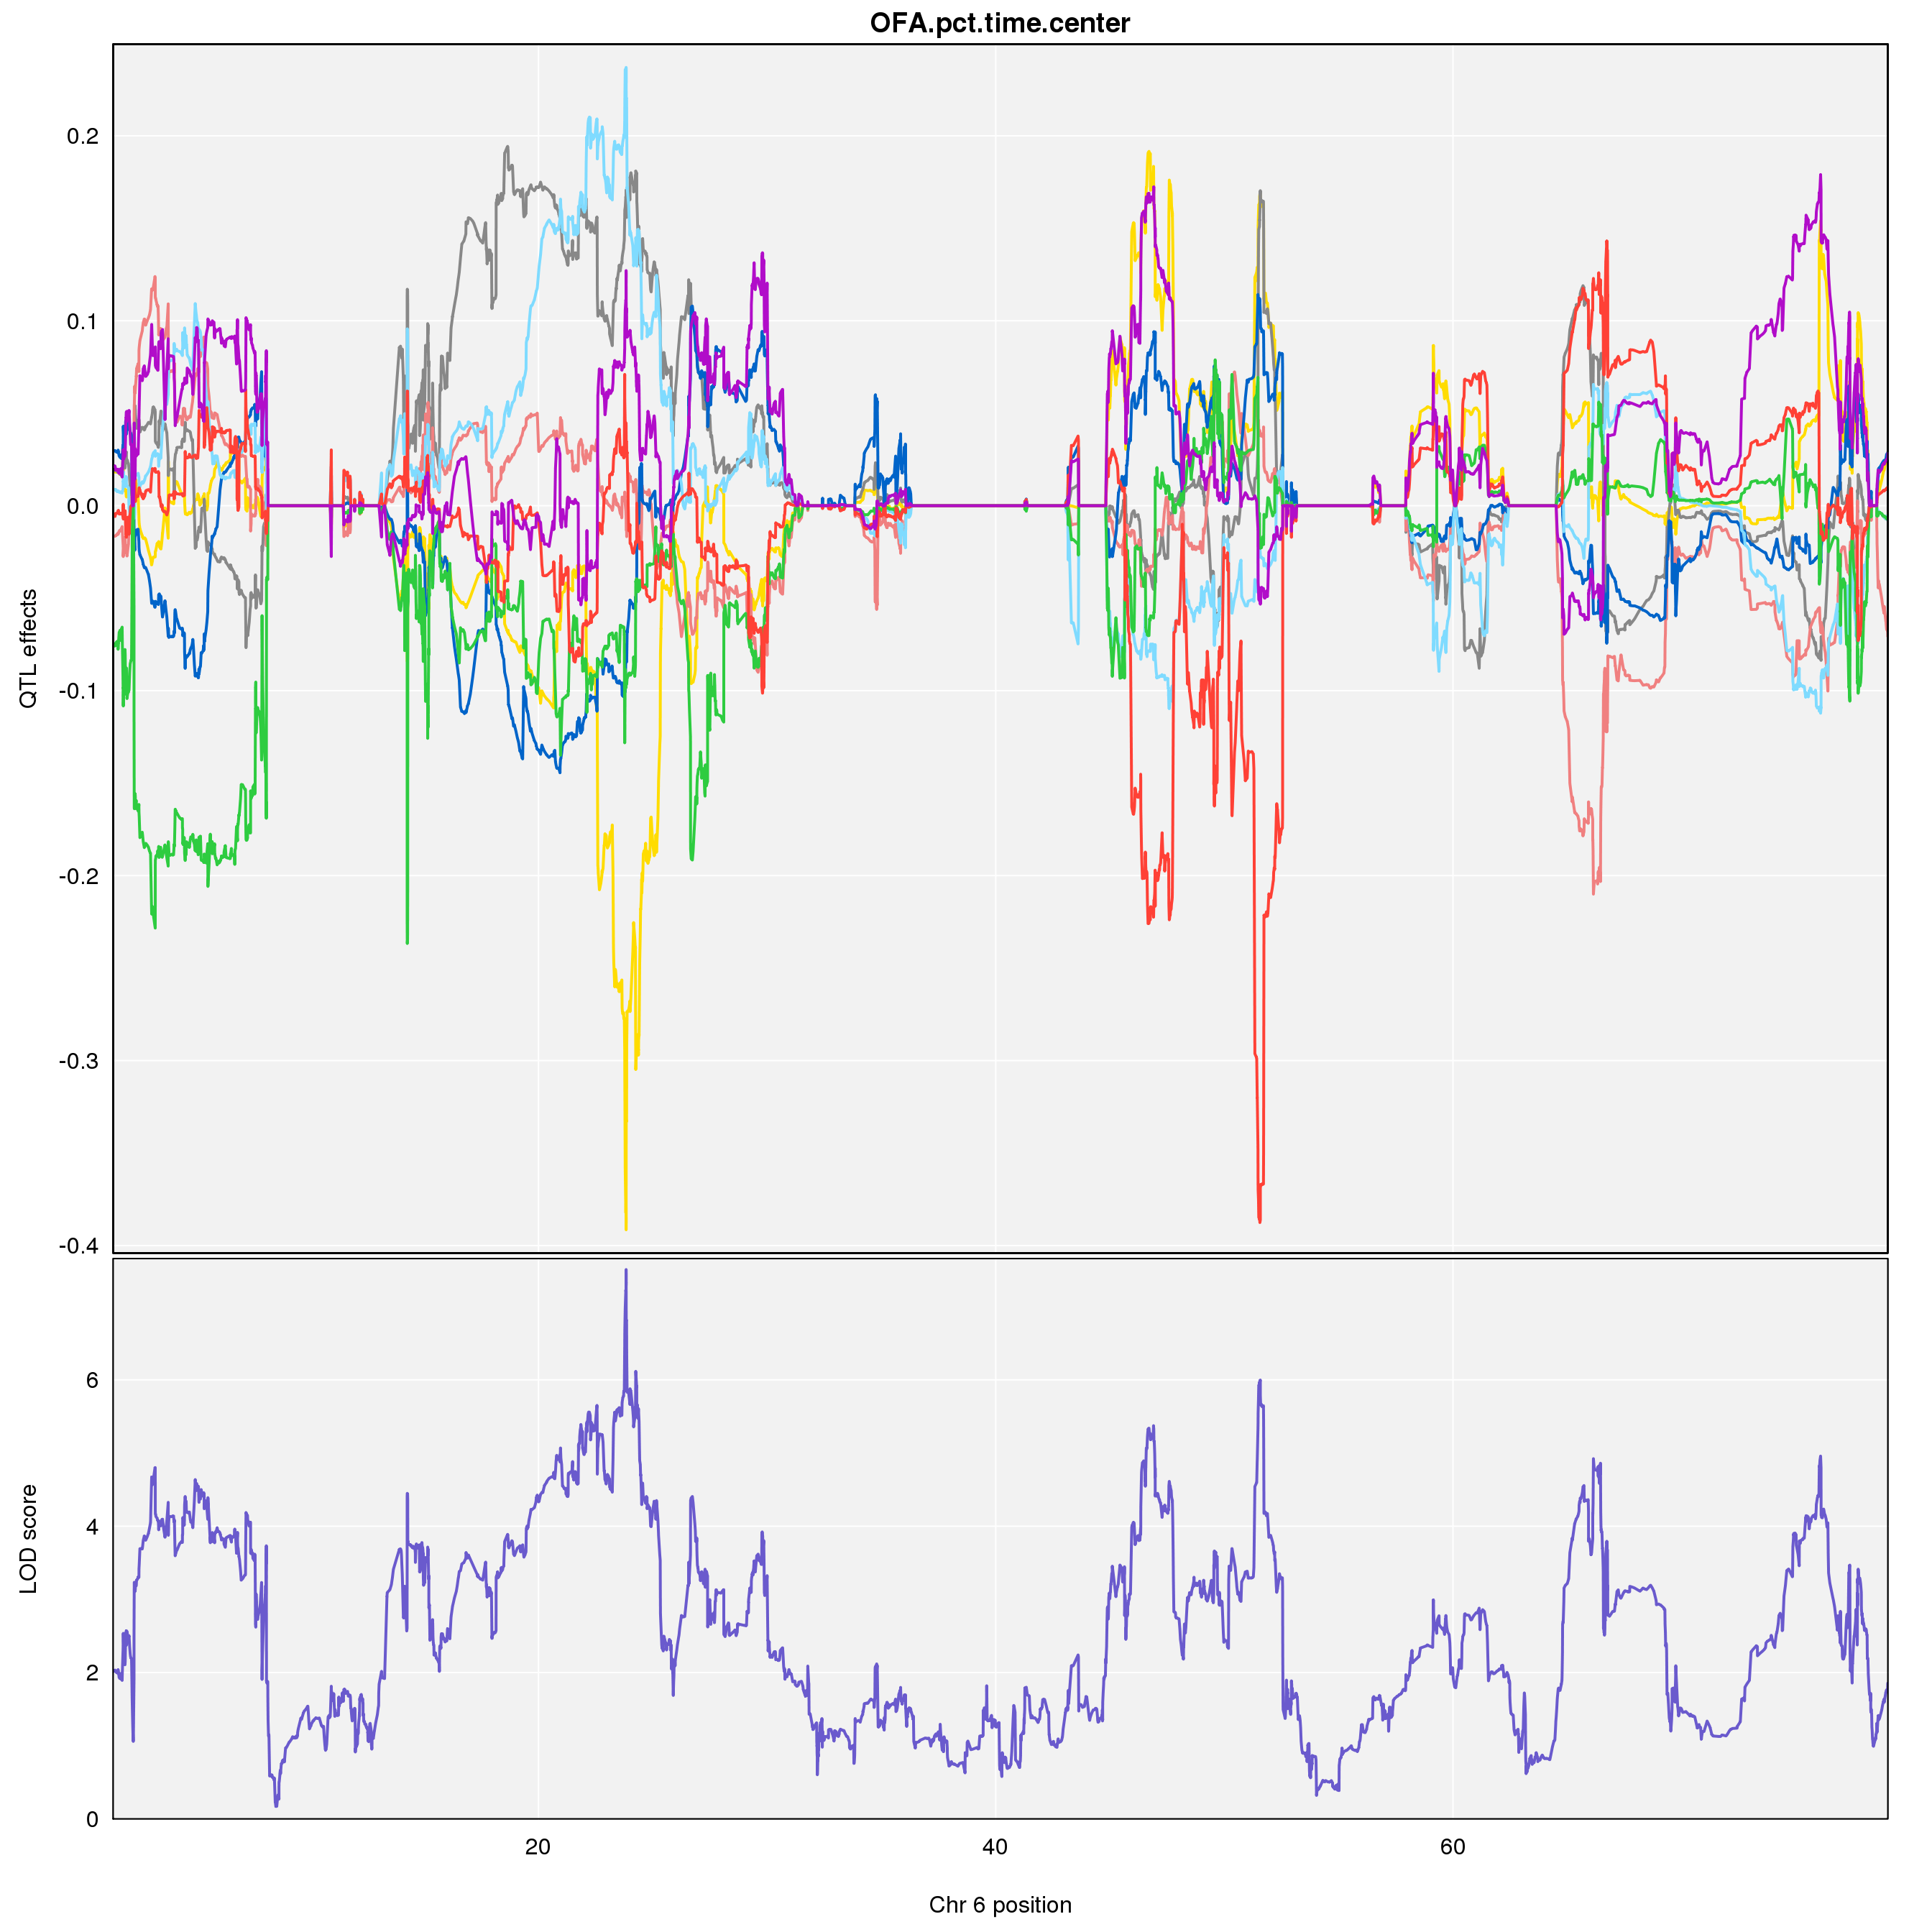 OFA.pct.time.center
0.2
0.1
0.0
-0.1
-0.2
-0.3
-0.4
QTL effects
6
4
2
0
LOD score
20 40 60
Chr 6 position